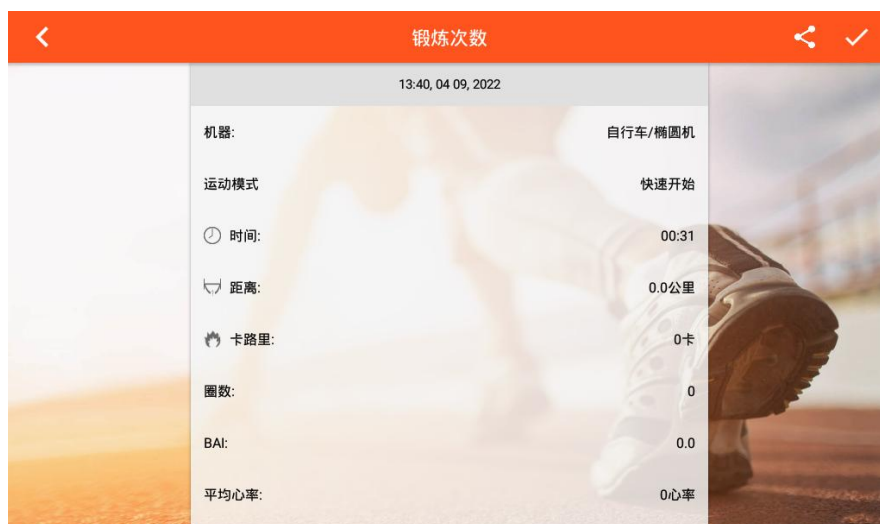 锻炼次数
13:40, 04 09, 2022
机器: 自行车/椭圆机
运动模式 快速开始
时间: 00:31
距离: 0.0公里
卡路里: 0卡
圈数: 0
BAI: 0.0
平均心率: 0心率